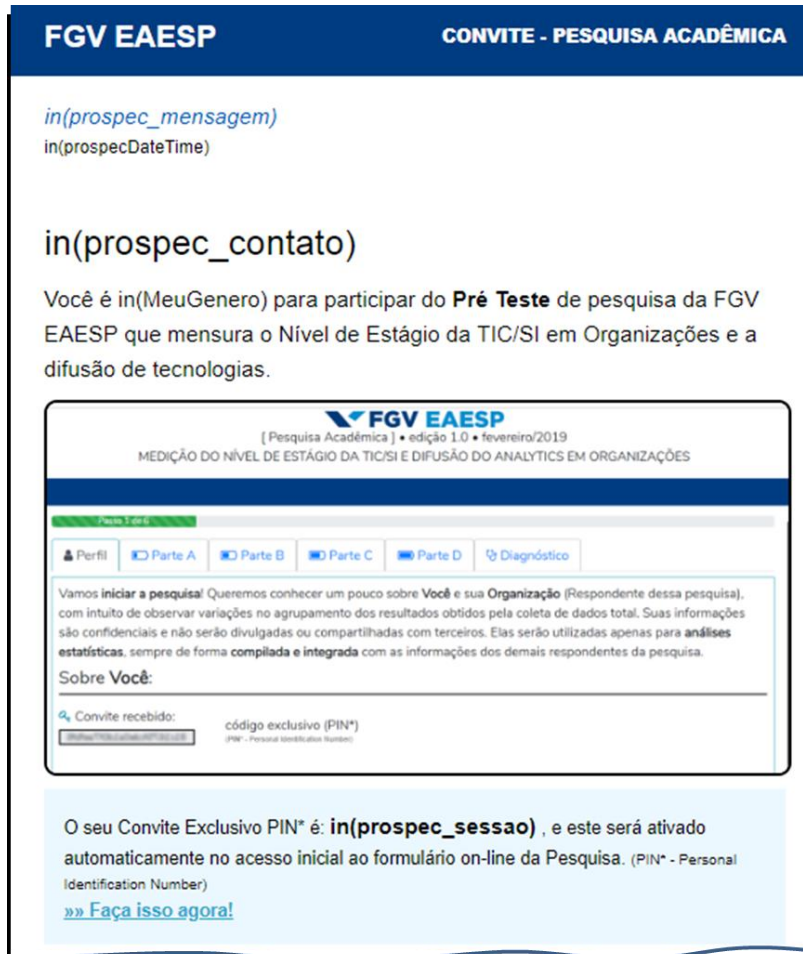 FGV EAESP
CONVITE - PESQUISA ACADÊMICA
in(prospec_mensagem)
in(prospecDateTime)
in(prospec_contato)
Você é in(MeuGenero) para participar do Pré Teste de pesquisa da FGV
EAESP que mensura o Nível de Estágio da TIC/SI em Organizações e a
difusão de tecnologias.
FGV EAESP
[ Pesquisa Acadêmica ] • edição 1.0 • fevereiro/2019
MEDIÇÃO DO NÍVEL DE ESTÁGIO DA TIC/SI E DIFUSÃO DO ANALYTICS EM ORGANIZAÇÕES
Passo 1 de 6
Perfil Parte A Parte B Parte C Parte D Diagnóstico
Vamos iniciar a pesquisa! Queremos conhecer um pouco sobre Você e sua Organização (Respondente dessa pesquisa),
com intuito de observar variações no agrupamento dos resultados obtidos pela coleta de dados total. Suas informações
são confidenciais e não serão divulgadas ou compartilhadas com terceiros. Elas serão utilizadas apenas para análises
estatísticas, sempre de forma compilada e integrada com as informações dos demais respondentes da pesquisa.
Sobre Você:
Convite recebido:
código exclusivo (PIN*)
(PIN* - Personal Identification Number)
O seu Convite Exclusivo PIN* é: in(prospec_sessao) , e este será ativado
automaticamente no acesso inicial ao formulário on-line da Pesquisa. (PIN* - Personal
Identification Number)
»» Faça isso agora!